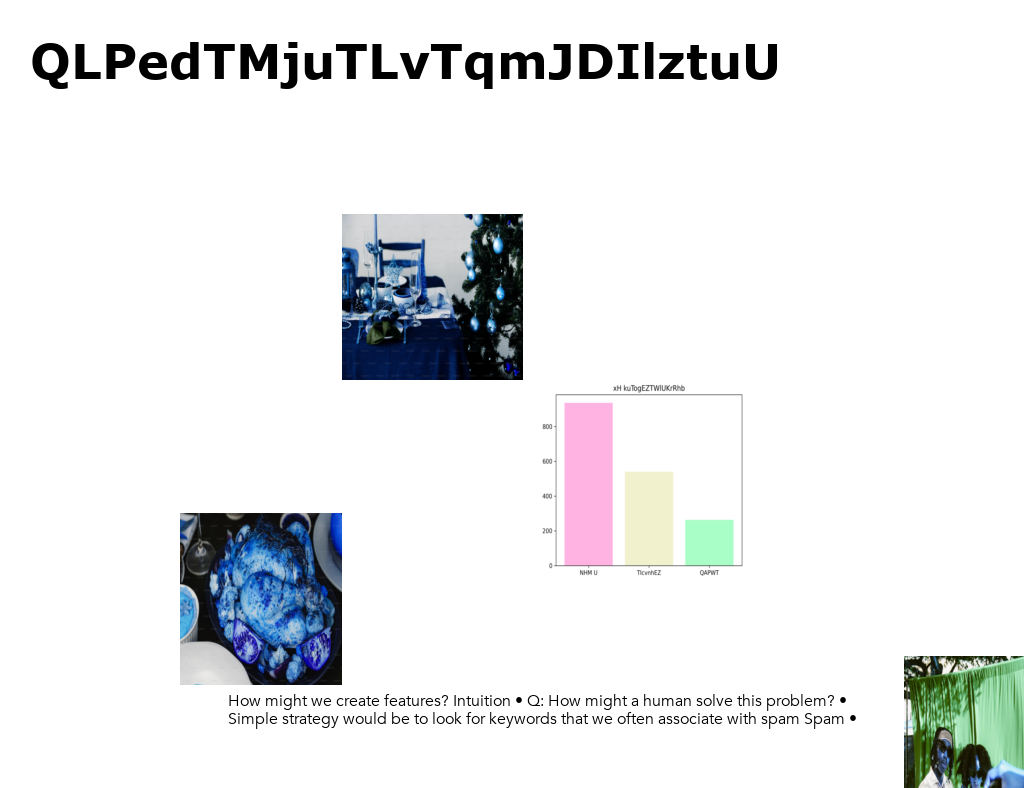 QLPedTMjuTLvTqmJDIlztuU
xH kuTogEZTWlUKrRhb
800
600
400
200
0
NHM U TlcvnhEZ QAPWT
How might we create features? Intuition • Q: How might a human solve this problem? •
Simple strategy would be to look for keywords that we often associate with spam Spam •